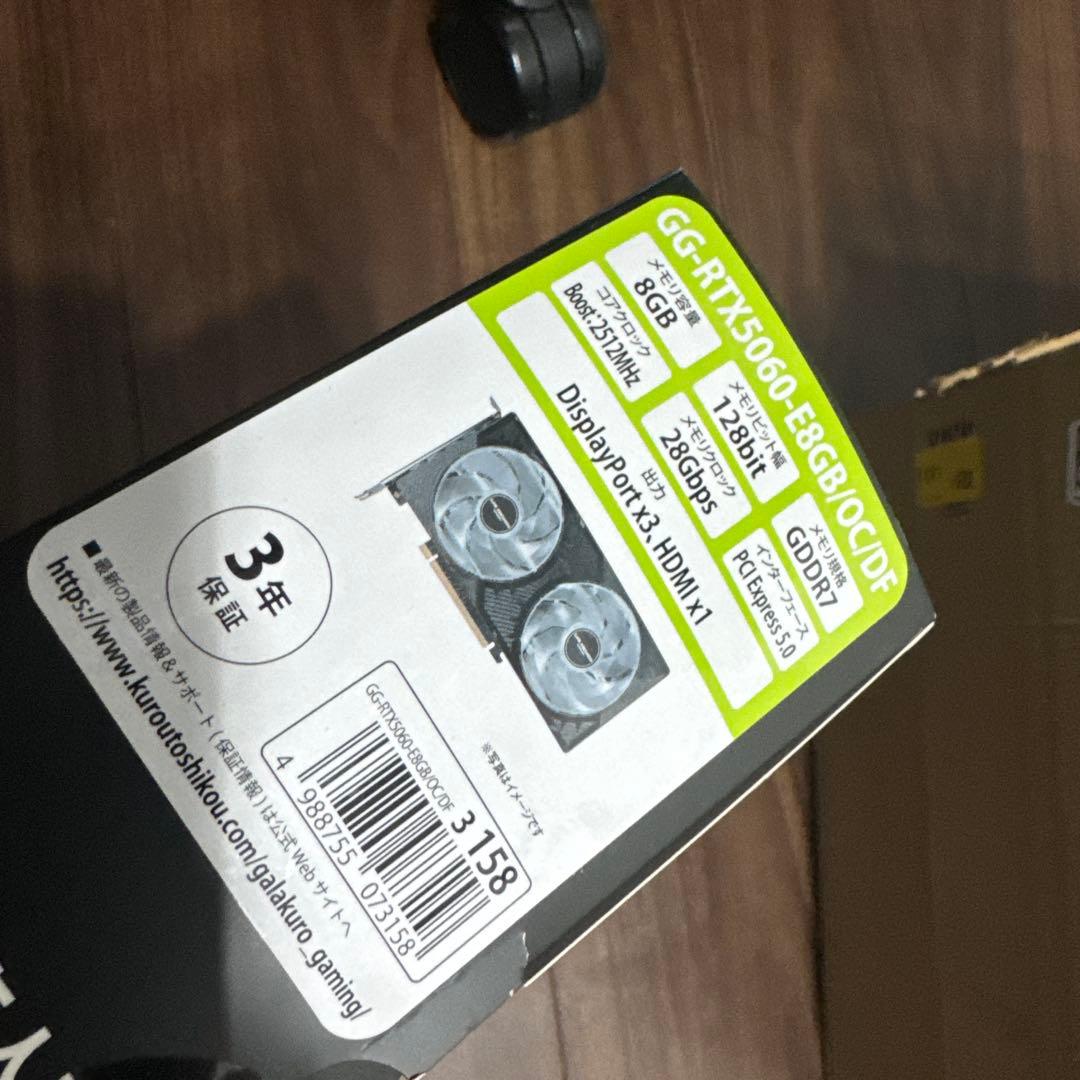 GG-RTX5060-E8GB/OC/DF
メモリ容量
8GB
メモリビット幅
128bit
メモリ規格
GDDR7
コアクロック
Boost:2512MHz
メモリクロック
28Gbps
インターフェース
PCI Express 5.0
出力
DisplayPort x3、HDMI x1
※写真はイメージです
3年
保証
GG-RTX5060-E8GB/OC/DF
3158
4 988755 073158
■最新の製品情報&サポート(保証情報)は公式Webサイトへ
https://www.kuroutoshikou.com/galakuro_gaming/